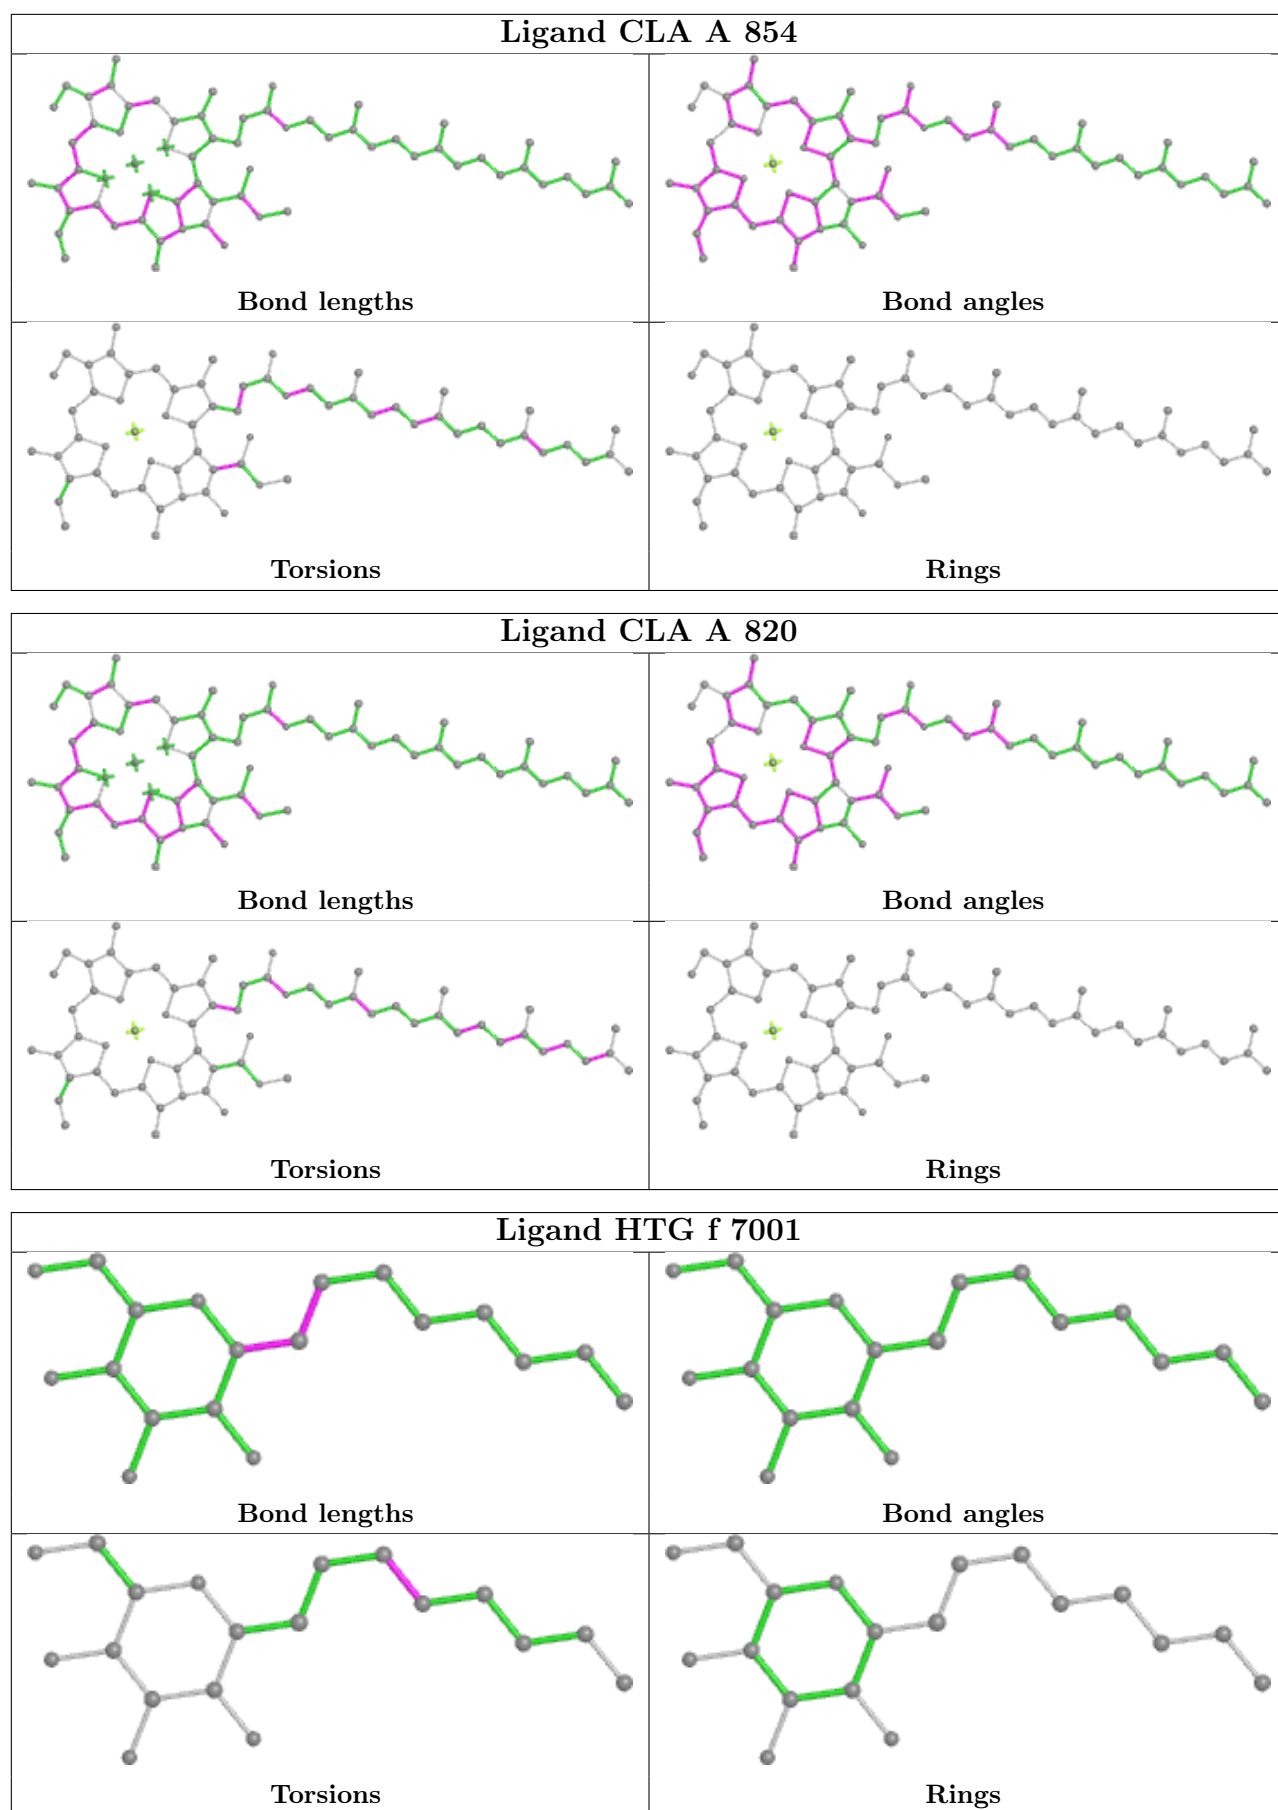 Ligand CLA A 854
Bond lengths
Bond angles
Torsions
Rings
Ligand CLA A 820
Bond lengths
Bond angles
Torsions
Rings
Ligand HTG f 7001
Bond lengths
Bond angles
Torsions
Rings